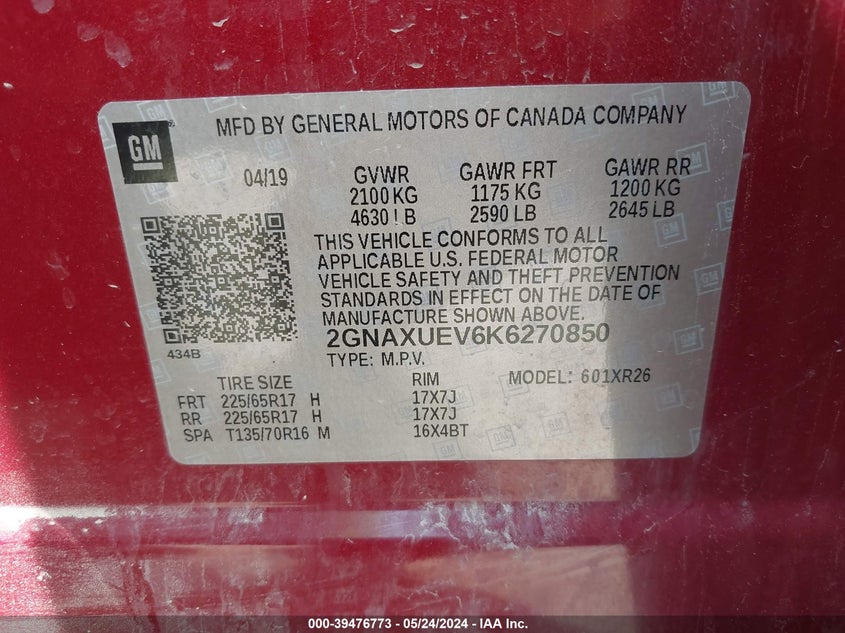 GM
MFD BY GENERAL MOTORS OF CANADA COMPANY
04/19 GVWR GAWR FRT GAWR RR
2100 KG 1175 KG 1200 KG
4630 LB 2590 LB 2645 LB
THIS VEHICLE CONFORMS TO ALL
APPLICABLE U.S. FEDERAL MOTOR
VEHICLE SAFETY AND THEFT PREVENTION
STANDARDS IN EFFECT ON THE DATE OF
MANUFACTURE SHOWN ABOVE.
434B
2GNAXUEV6K6270850
TYPE: M.P.V.
TIRE SIZE RIM MODEL: 601XR26
FRT 225/65R17 H 17X7J
RR 225/65R17 H 17X7J
SPA T135/70R16 M 16X4BT
000-39476773 - 05/24/2024 - IAA Inc.